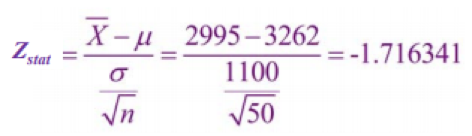 Z_stat = (X̅ − μ) / (σ / √n) = (2995 − 3262) / (1100 / √50) = -1.716341